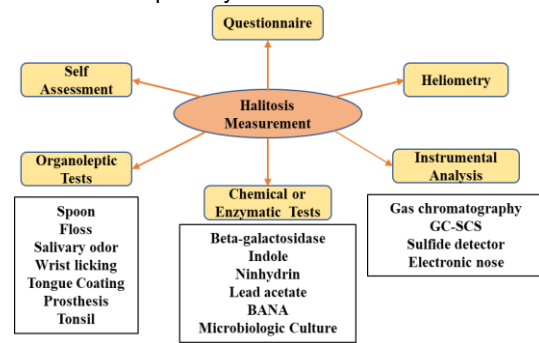 Questionnaire
Self
Assessment
Heliometry
Halitosis
Measurement
Organoleptic
Tests
Chemical or
Enzymatic Tests
Instrumental
Analysis
Spoon
Floss
Salivary odor
Wrist licking
Tongue Coating
Prosthesis
Tonsil
Beta-galactosidase
Indole
Ninhydrin
Lead acetate
BANA
Microbiologic Culture
Gas chromatography
GC-SCS
Sulfide detector
Electronic nose